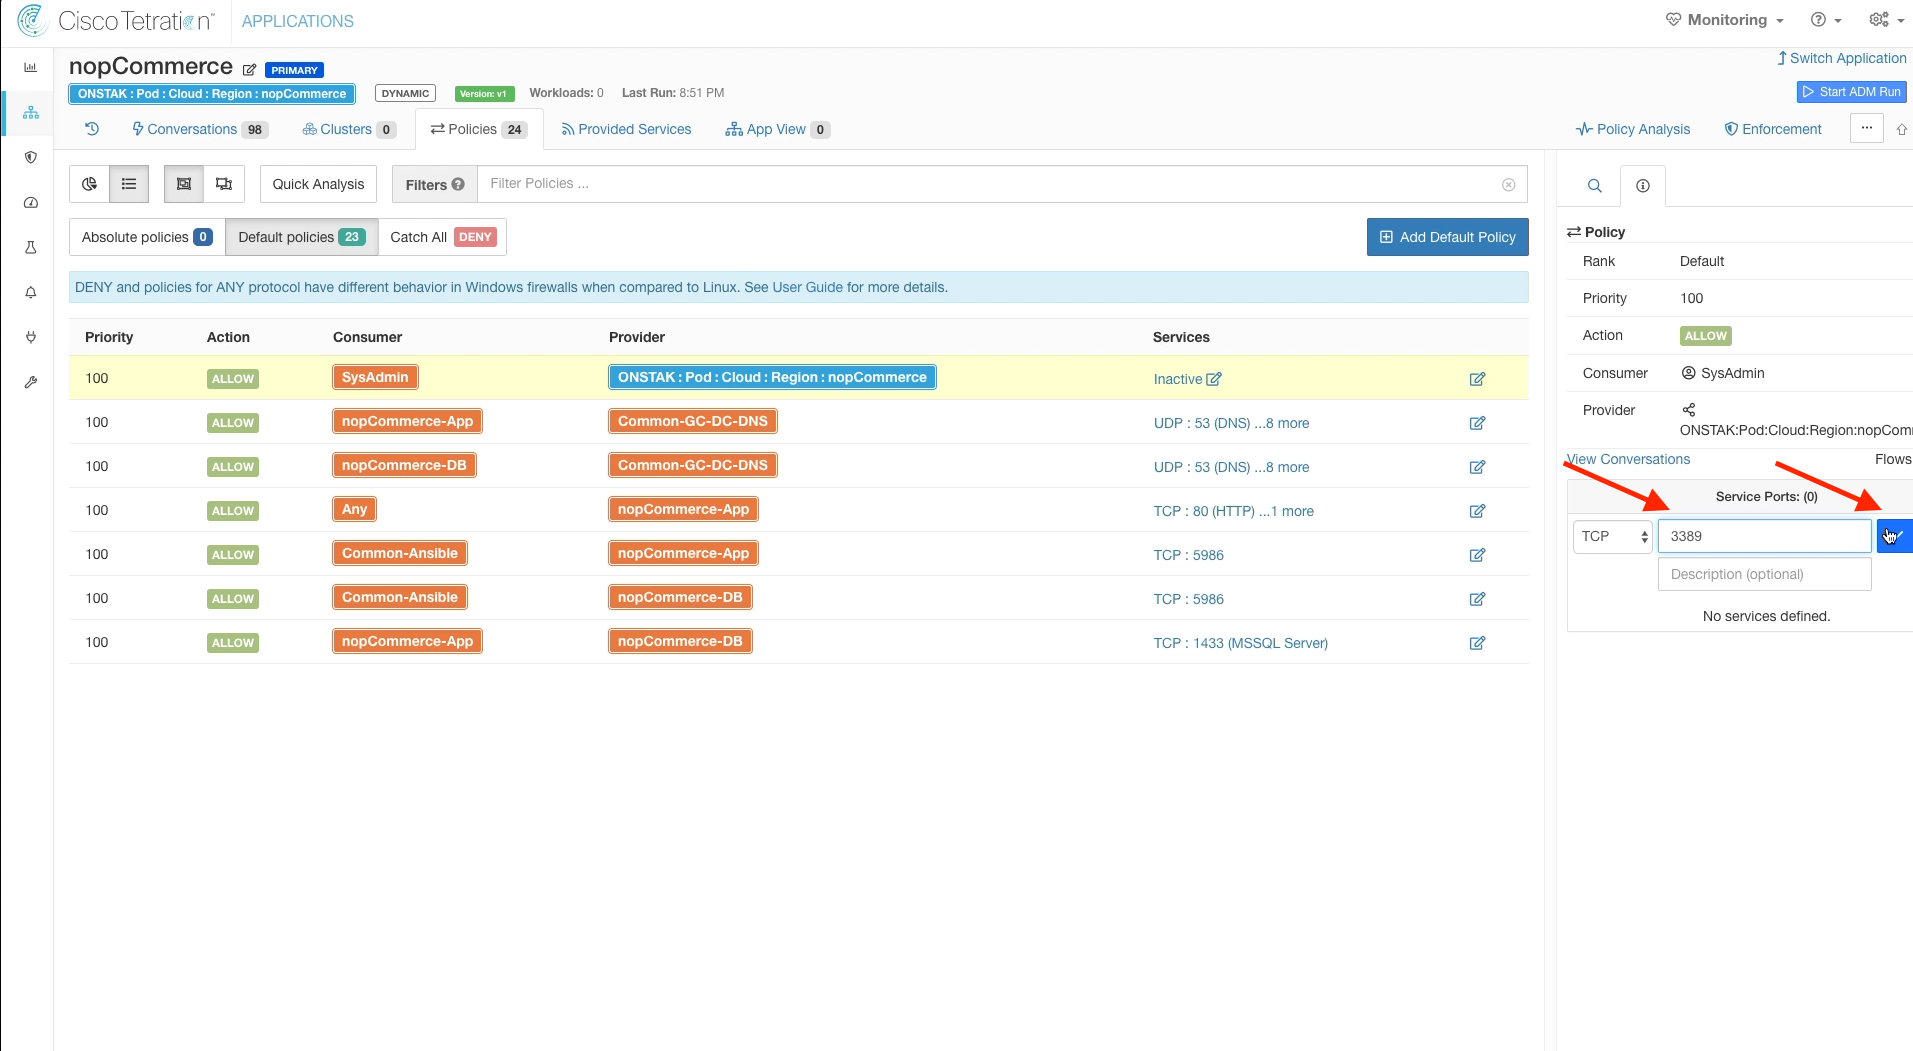 Cisco Tetration™
APPLICATIONS
Monitoring
nopCommerce PRIMARY
Switch Application
ONSTAK : Pod : Cloud : Region : nopCommerce DYNAMIC Version: v1 Workloads: 0 Last Run: 8:51 PM
Start ADM Run
Conversations 98 Clusters 0 Policies 24 Provided Services App View 0 Policy Analysis Enforcement ...
Quick Analysis Filters ? Filter Policies ...
Absolute policies 0 Default policies 23 Catch All DENY Add Default Policy
DENY and policies for ANY protocol have different behavior in Windows firewalls when compared to Linux. See User Guide for more details.
Priority Action Consumer Provider Services
100 ALLOW SysAdmin ONSTAK : Pod : Cloud : Region : nopCommerce Inactive
100 ALLOW nopCommerce-App Common-GC-DC-DNS UDP : 53 (DNS) ...8 more
100 ALLOW nopCommerce-DB Common-GC-DC-DNS UDP : 53 (DNS) ...8 more
100 ALLOW Any nopCommerce-App TCP : 80 (HTTP) ...1 more
100 ALLOW Common-Ansible nopCommerce-App TCP : 5986
100 ALLOW Common-Ansible nopCommerce-DB TCP : 5986
100 ALLOW nopCommerce-App nopCommerce-DB TCP : 1433 (MSSQL Server)
Policy
Rank Default
Priority 100
Action ALLOW
Consumer SysAdmin
Provider
ONSTAK:Pod:Cloud:Region:nopCom
View Conversations Flows
Service Ports: (0)
TCP 3389
Description (optional)
No services defined.